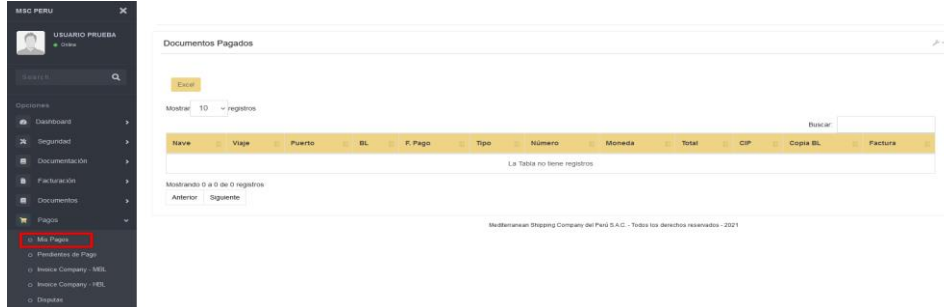 MSC PERU
USUARIO PRUEBA
Online
Search
Opciones
Dashboard
Seguridad
Documentación
Facturación
Documentos
Pagos
Mis Pagos
Pendientes de Pago
Invoice Company - MBL
Invoice Company - HBL
Disputas
Documentos Pagados
Excel
Mostrar 10 registros
Buscar:
Nave Viaje Puerto BL F. Pago Tipo Número Moneda Total CIP Copia BL Factura
La Tabla no tiene registros
Mostrando 0 a 0 de 0 registros
Anterior Siguiente
Mediterranean Shipping Company del Perú S.A.C. - Todos los derechos reservados - 2021